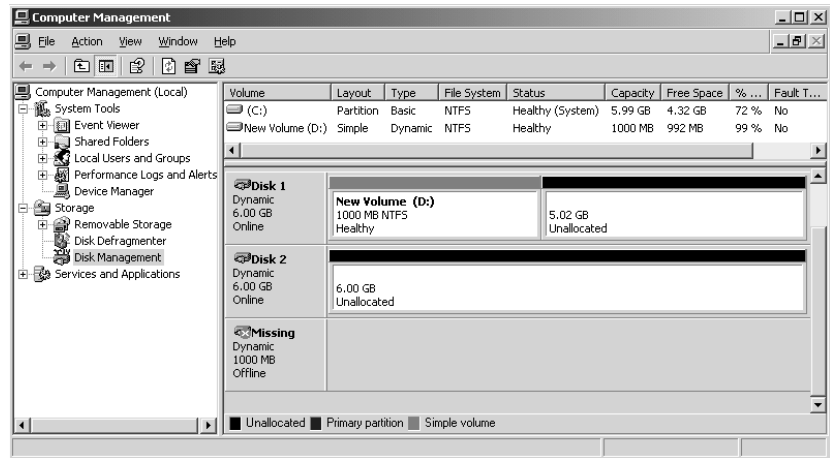 Computer Management
File Action View Window Help
Computer Management (Local)
System Tools
Event Viewer
Shared Folders
Local Users and Groups
Performance Logs and Alerts
Device Manager
Storage
Removable Storage
Disk Defragmenter
Disk Management
Services and Applications
Volume Layout Type File System Status Capacity Free Space % ... Fault T...
(C:) Partition Basic NTFS Healthy (System) 5.99 GB 4.32 GB 72 % No
New Volume (D:) Simple Dynamic NTFS Healthy 1000 MB 992 MB 99 % No
Disk 1
Dynamic
6.00 GB
Online
New Volume (D:)
1000 MB NTFS
Healthy
5.02 GB
Unallocated
Disk 2
Dynamic
6.00 GB
Online
6.00 GB
Unallocated
Missing
Dynamic
1000 MB
Offline
Unallocated Primary partition Simple volume